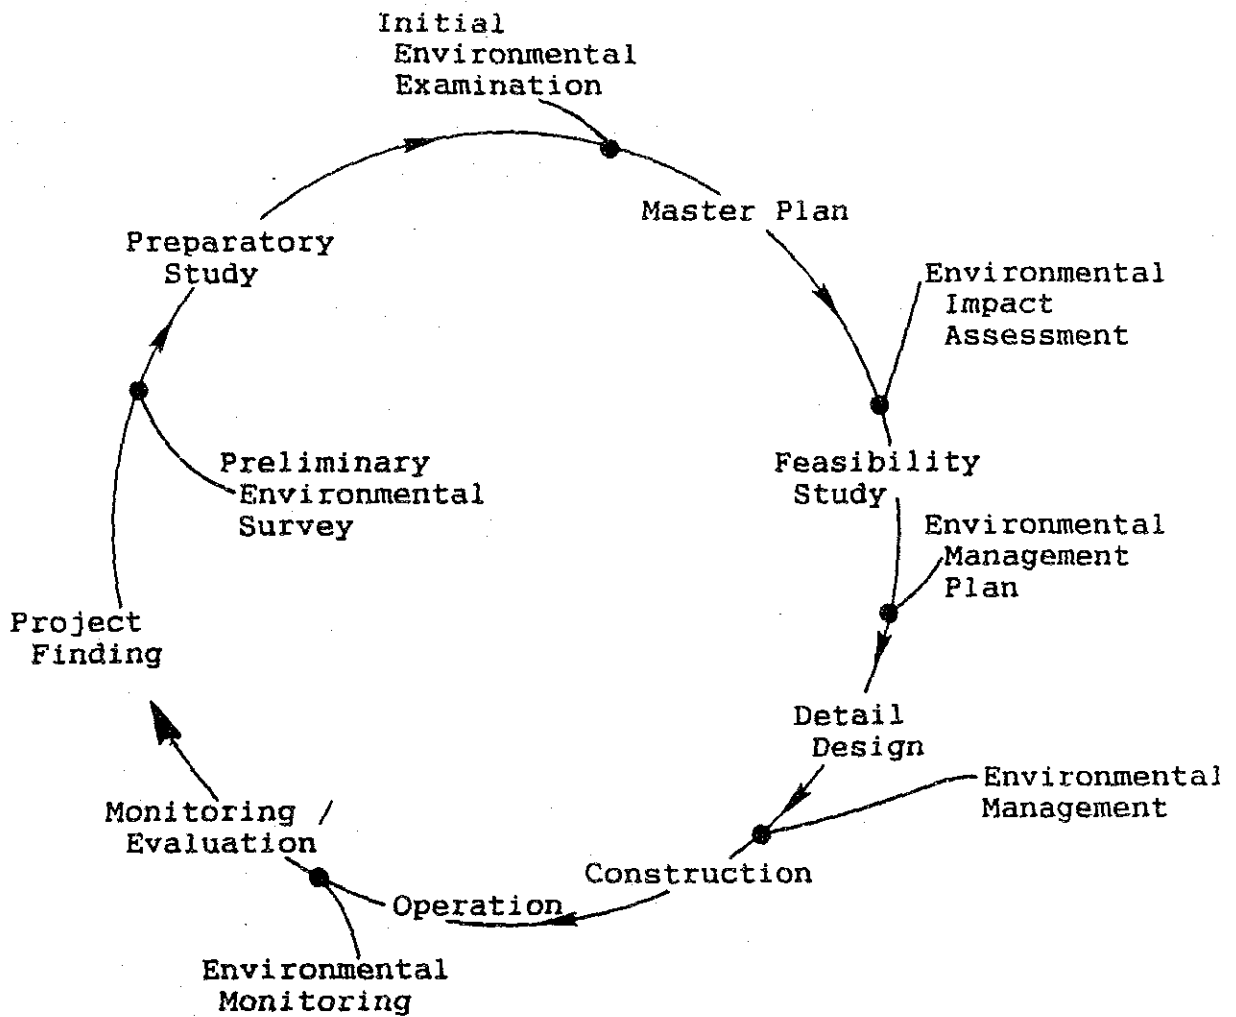 Initial
Environmental
Examination
Master Plan
Preparatory
Study
Environmental
Impact
Assessment
Preliminary
Environmental
Survey
Feasibility
Study
Environmental
Management
Plan
Project
Finding
Detail
Design
Environmental
Management
Monitoring /
Evaluation
Construction
Operation
Environmental
Monitoring